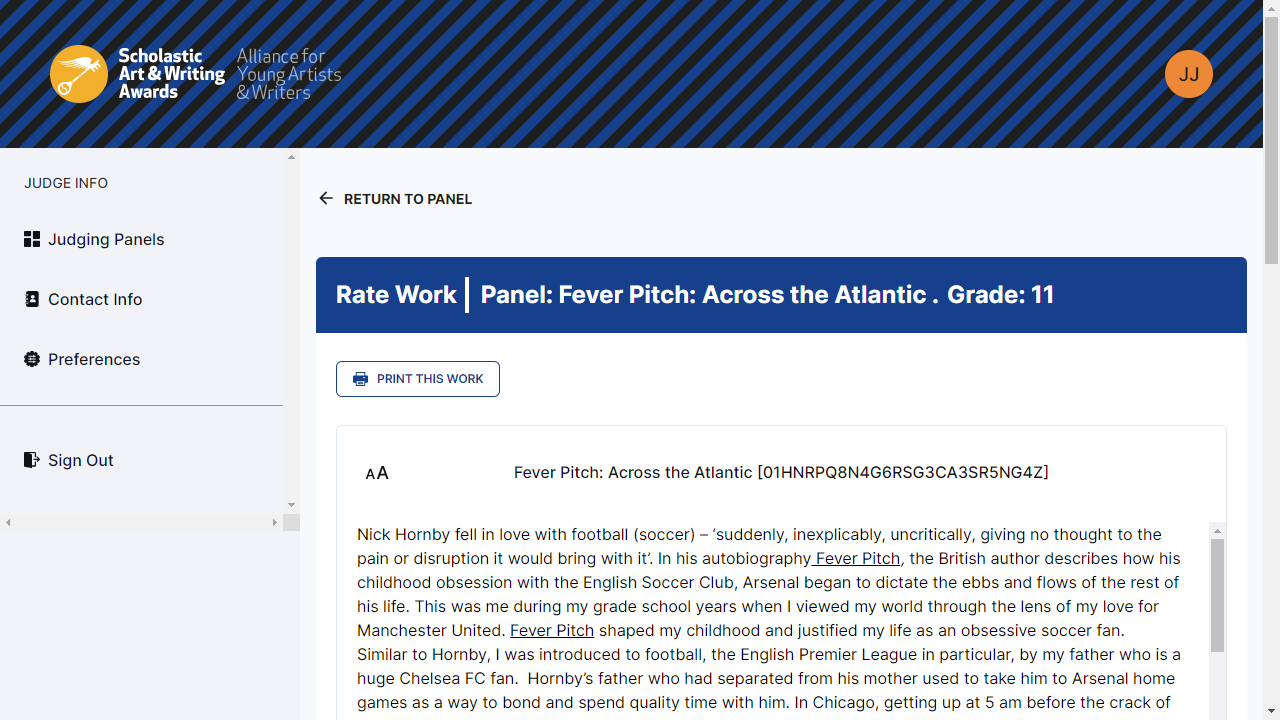 Scholastic
Art & Writing
Awards
Alliance for
Young Artists
& Writers
JJ
JUDGE INFO
Judging Panels
Contact Info
Preferences
Sign Out
RETURN TO PANEL
Rate Work | Panel: Fever Pitch: Across the Atlantic . Grade: 11
PRINT THIS WORK
AA
Fever Pitch: Across the Atlantic [01HNRPQ8N4G6RSG3CA3SR5NG4Z]
Nick Hornby fell in love with football (soccer) – ‘suddenly, inexplicably, uncritically, giving no thought to the
pain or disruption it would bring with it’. In his autobiography Fever Pitch, the British author describes how his
childhood obsession with the English Soccer Club, Arsenal began to dictate the ebbs and flows of the rest of
his life. This was me during my grade school years when I viewed my world through the lens of my love for
Manchester United. Fever Pitch shaped my childhood and justified my life as an obsessive soccer fan.
Similar to Hornby, I was introduced to football, the English Premier League in particular, by my father who is a
huge Chelsea FC fan.  Hornby’s father who had separated from his mother used to take him to Arsenal home
games as a way to bond and spend quality time with him. In Chicago, getting up at 5 am before the crack of